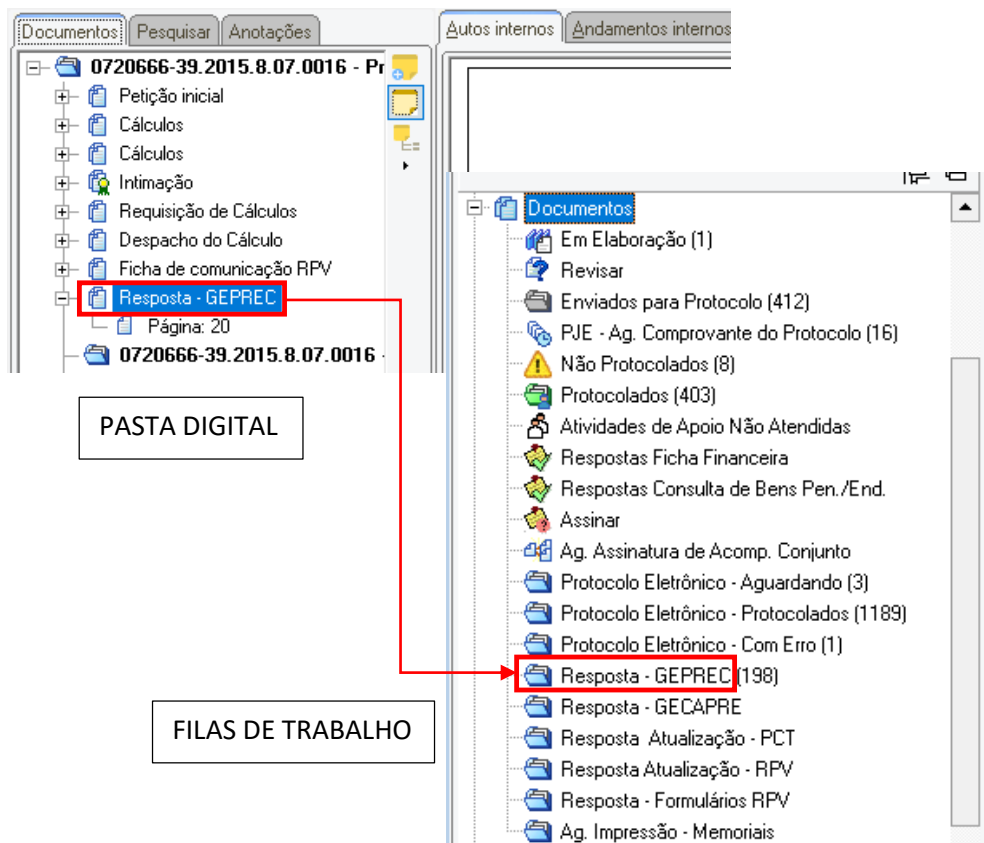 Documentos Pesquisar Anotações
0720666-39.2015.8.07.0016 - Pr
Petição inicial
Cálculos
Cálculos
Intimação
Requisição de Cálculos
Despacho do Cálculo
Ficha de comunicação RPV
Resposta - GEPREC
Página: 20
0720666-39.2015.8.07.0016 -
Autos internos Andamentos internos
PASTA DIGITAL
FILAS DE TRABALHO
Documentos
Em Elaboração (1)
Revisar
Enviados para Protocolo (412)
PJE - Ag. Comprovante do Protocolo (16)
Não Protocolados (8)
Protocolados (403)
Atividades de Apoio Não Atendidas
Respostas Ficha Financeira
Respostas Consulta de Bens Pen./End.
Assinar
Ag. Assinatura de Acomp. Conjunto
Protocolo Eletrônico - Aguardando (3)
Protocolo Eletrônico - Protocolados (1189)
Protocolo Eletrônico - Com Erro (1)
Resposta - GEPREC (198)
Resposta - GECAPRE
Resposta Atualização - PCT
Resposta Atualização - RPV
Resposta - Formulários RPV
Ag. Impressão - Memoriais